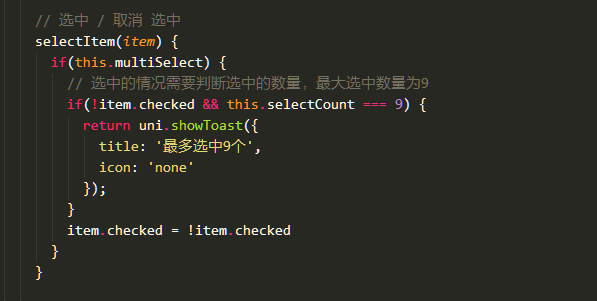 // 选中 / 取消 选中
selectItem(item) {
if(this.multiSelect) {
// 选中的情况需要判断选中的数量，最大选中数量为9
if(!item.checked && this.selectCount === 9) {
return uni.showToast({
title: '最多选中9个',
icon: 'none'
});
}
item.checked = !item.checked
}
}